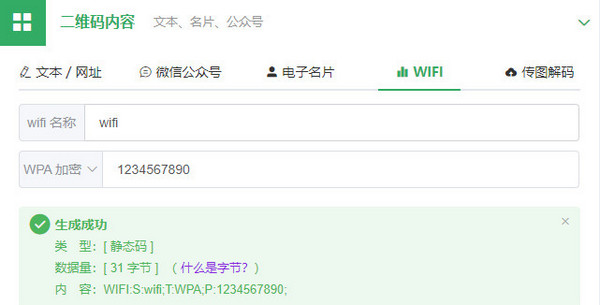 二维码内容 文本、名片、公众号
文本 / 网址 微信公众号 电子名片 WIFI 传图解码
wifi 名称 wifi
WPA 加密 1234567890
生成成功
类 型：[ 静态码 ]
数据量：[ 31 字节 ] （什么是字节？）
内 容：WIFI:S:wifi;T:WPA;P:1234567890;